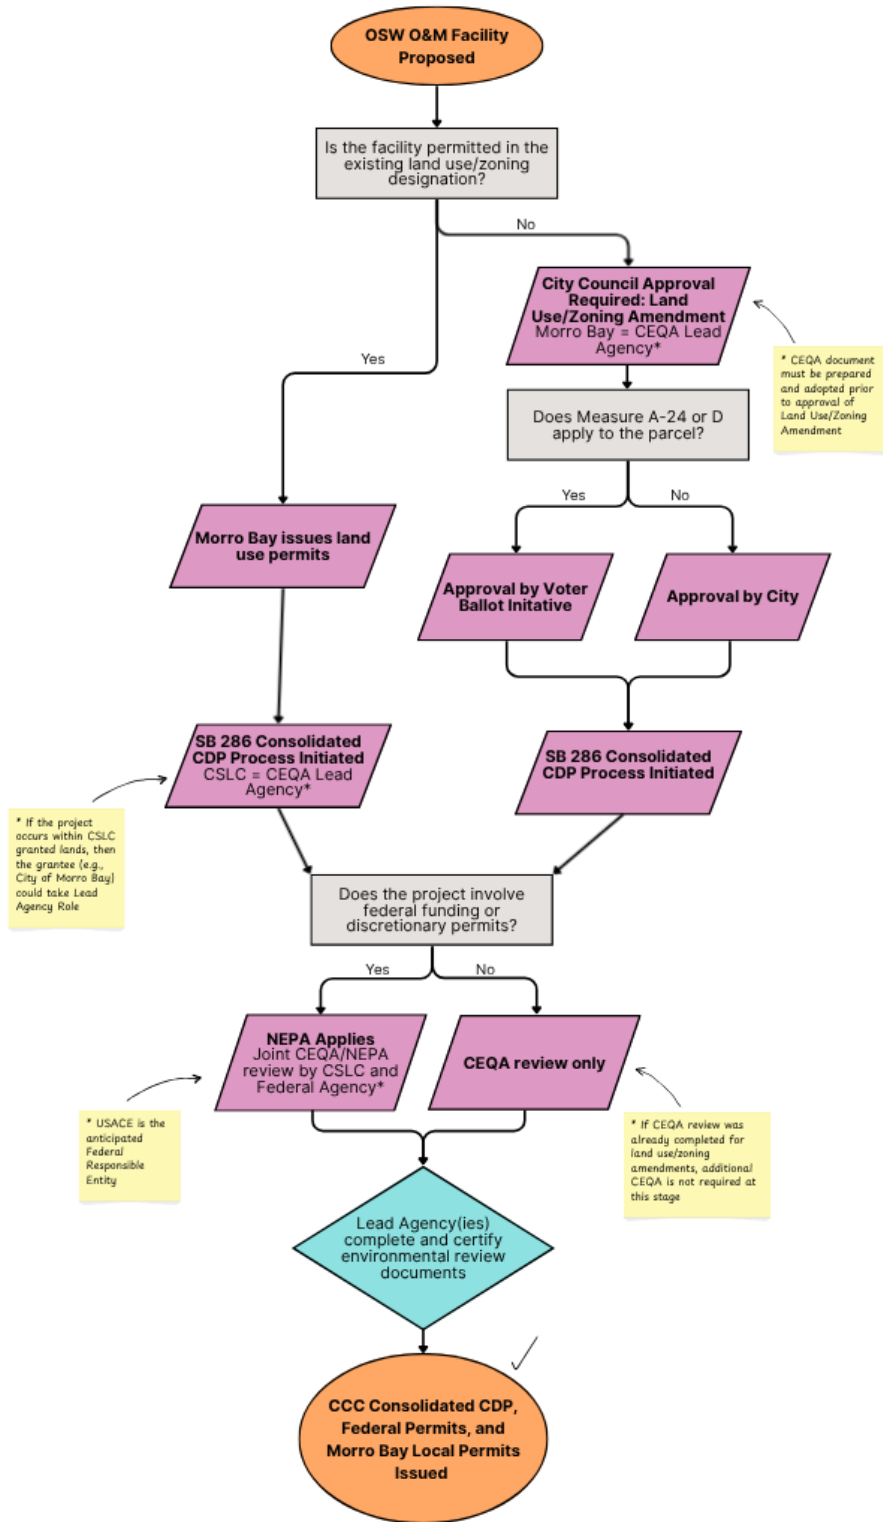 OSW O&M Facility
Proposed
Is the facility permitted in the
existing land use/zoning
designation?
No
City Council Approval
Required: Land
Use/Zoning Amendment
Morro Bay = CEQA Lead
Agency*
* CEQA document
must be prepared
and adopted prior
to approval of
Land Use/Zoning
Amendment
Yes
Does Measure A-24 or D
apply to the parcel?
Yes
No
Morro Bay issues land
use permits
Approval by Voter
Ballot Initative
Approval by City
SB 286 Consolidated
CDP Process Initiated
CSLC = CEQA Lead
Agency*
SB 286 Consolidated
CDP Process Initiated
* If the project
occurs within CSLC
granted lands, then
the grantee (e.g.,
City of Morro Bay)
could take Lead
Agency Role
Does the project involve
federal funding or
discretionary permits?
Yes
No
NEPA Applies
Joint CEQA/NEPA
review by CSLC and
Federal Agency*
CEQA review only
* USACE is the
anticipated
Federal
Responsible
Entity
* If CEQA review was
already completed for
land use/zoning
amendments, additional
CEQA is not required at
this stage
Lead Agency(ies)
complete and certify
environmental review
documents
CCC Consolidated CDP,
Federal Permits, and
Morro Bay Local Permits
Issued